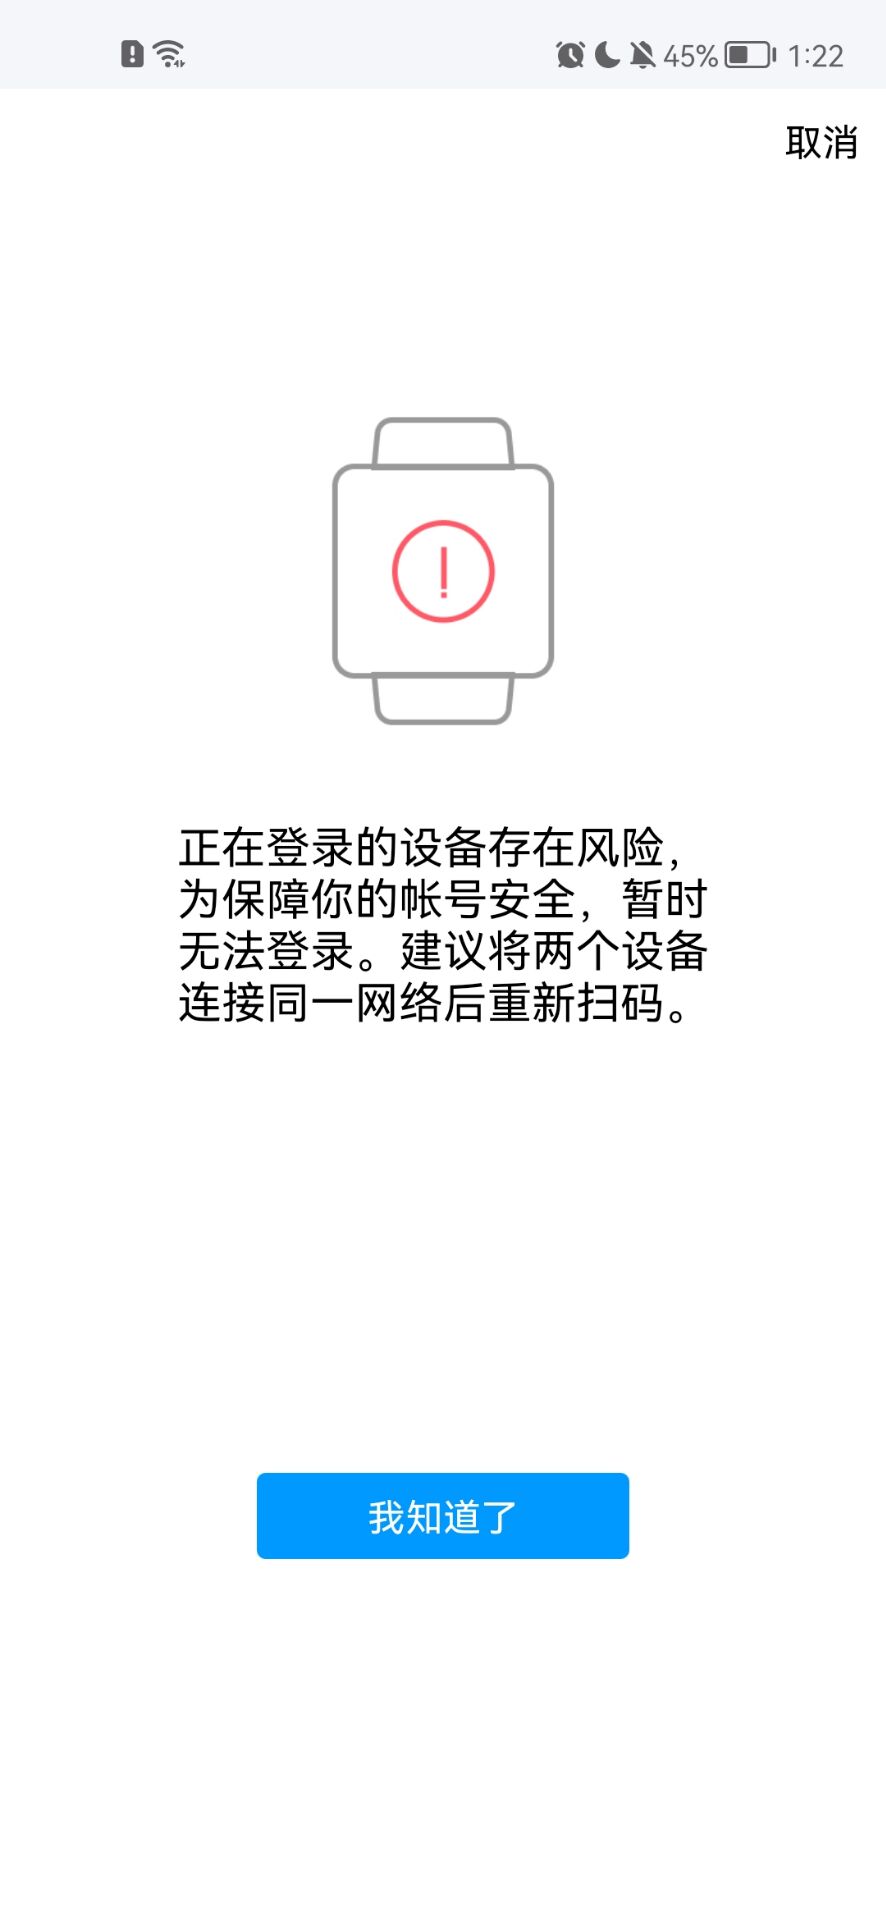 45% 1:22
取消
正在登录的设备存在风险，
为保障你的帐号安全，暂时
无法登录。建议将两个设备
连接同一网络后重新扫码。
我知道了